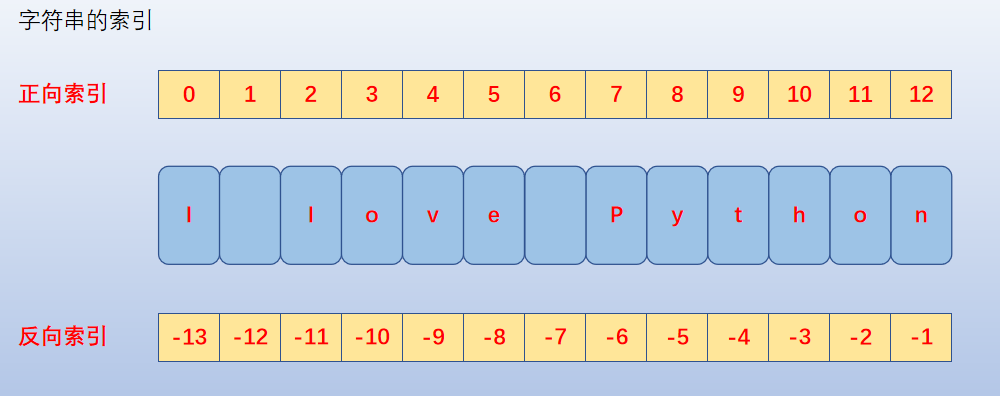 字符串的索引
正向索引 0 1 2 3 4 5 6 7 8 9 10 11 12
I l o v e P y t h o n
反向索引 -13 -12 -11 -10 -9 -8 -7 -6 -5 -4 -3 -2 -1